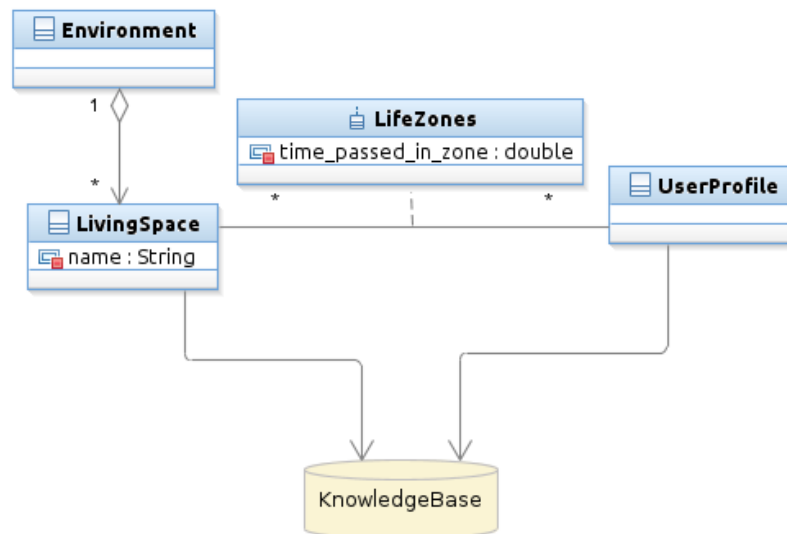 Environment
1
*
LifeZones
time_passed_in_zone : double
*
*
UserProfile
LivingSpace
name : String
KnowledgeBase